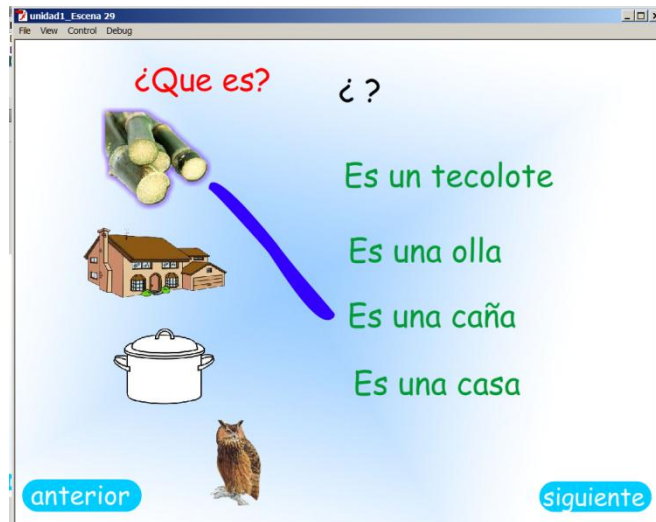 unidad1_Escena 29
File View Control Debug
¿Que es?
¿ ?
Es un tecolote
Es una olla
Es una caña
Es una casa
anterior
siguiente